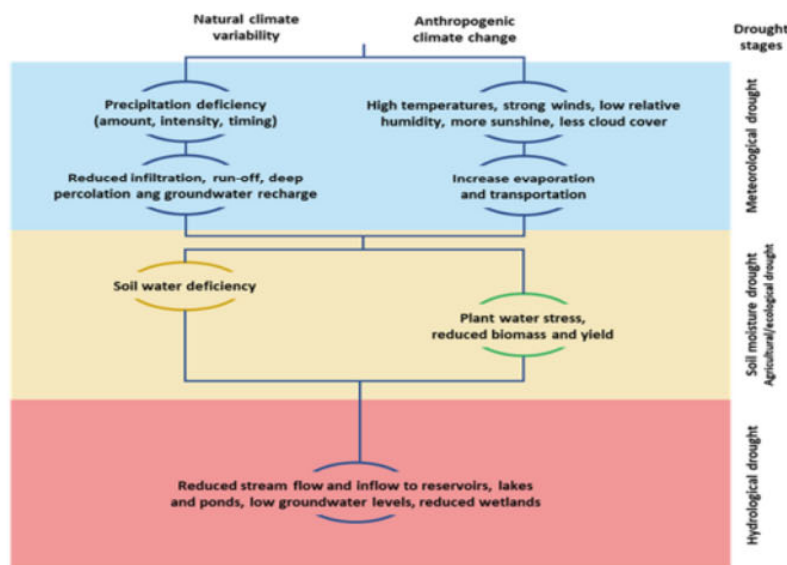 Natural climate
variability
Anthropogenic
climate change
Drought
stages
Precipitation deficiency
(amount, intensity, timing)
High temperatures, strong winds, low relative
humidity, more sunshine, less cloud cover
Reduced infiltration, run-off, deep
percolation ang groundwater recharge
Increase evaporation
and transportation
Meteorological drought
Soil water deficiency
Plant water stress,
reduced biomass and yield
Soil moisture drought
Agricultural/ecological drought
Reduced stream flow and inflow to reservoirs, lakes
and ponds, low groundwater levels, reduced wetlands
Hydrological drought